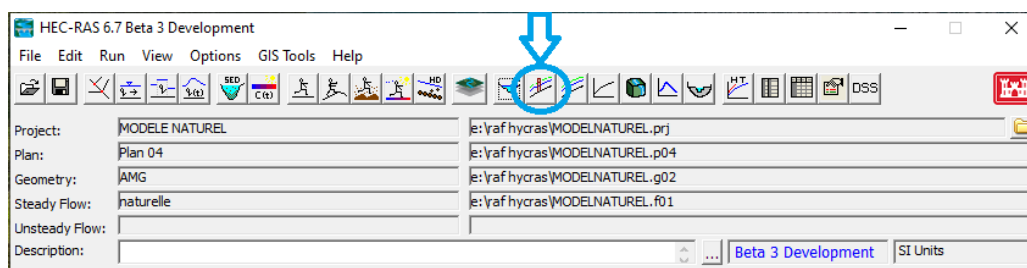 HEC-RAS 6.7 Beta 3 Development
File Edit Run View Options GIS Tools Help
SED C(t) HD HT DSS
Project: MODELE NATUREL e:\raf hycras\MODELNATUREL.prj
Plan: Plan 04 e:\raf hycras\MODELNATUREL.p04
Geometry: AMG e:\raf hycras\MODELNATUREL.g02
Steady Flow: naturelle e:\raf hycras\MODELNATUREL.f01
Unsteady Flow:
Description: ... Beta 3 Development SI Units